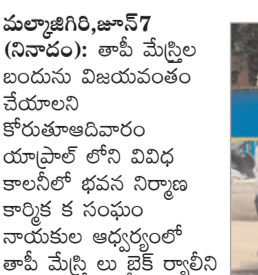 మల్కాజిగిరి,జూన్7
(నినాదం): తాపీ మేస్త్రిల
బందును విజయవంతం
చేయాలని
కోరుతూఆదివారం
యాప్రాల్ లోని వివిధ
కాలనీలో భవన నిర్మాణ
కార్మిక క సంఘం
నాయకుల ఆధ్వర్యంలో
తాపీ మేస్త్రి లు బైక్ ర్యాలీని